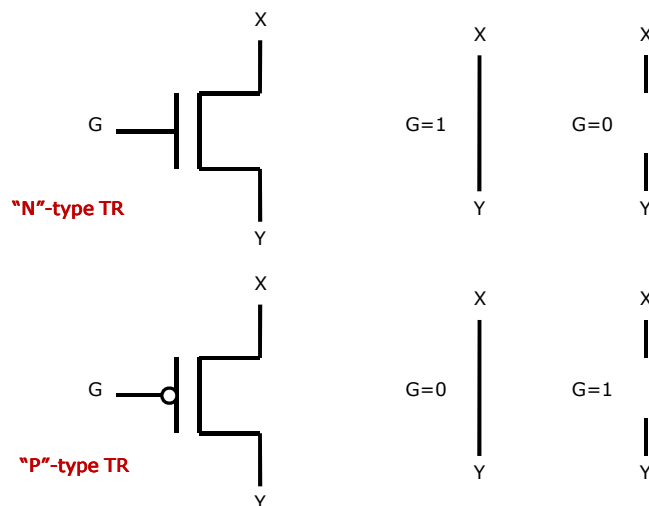 X X X
G G=1 G=0
"N"-type TR
Y Y Y
X X X
G G=0 G=1
"P"-type TR
Y Y Y